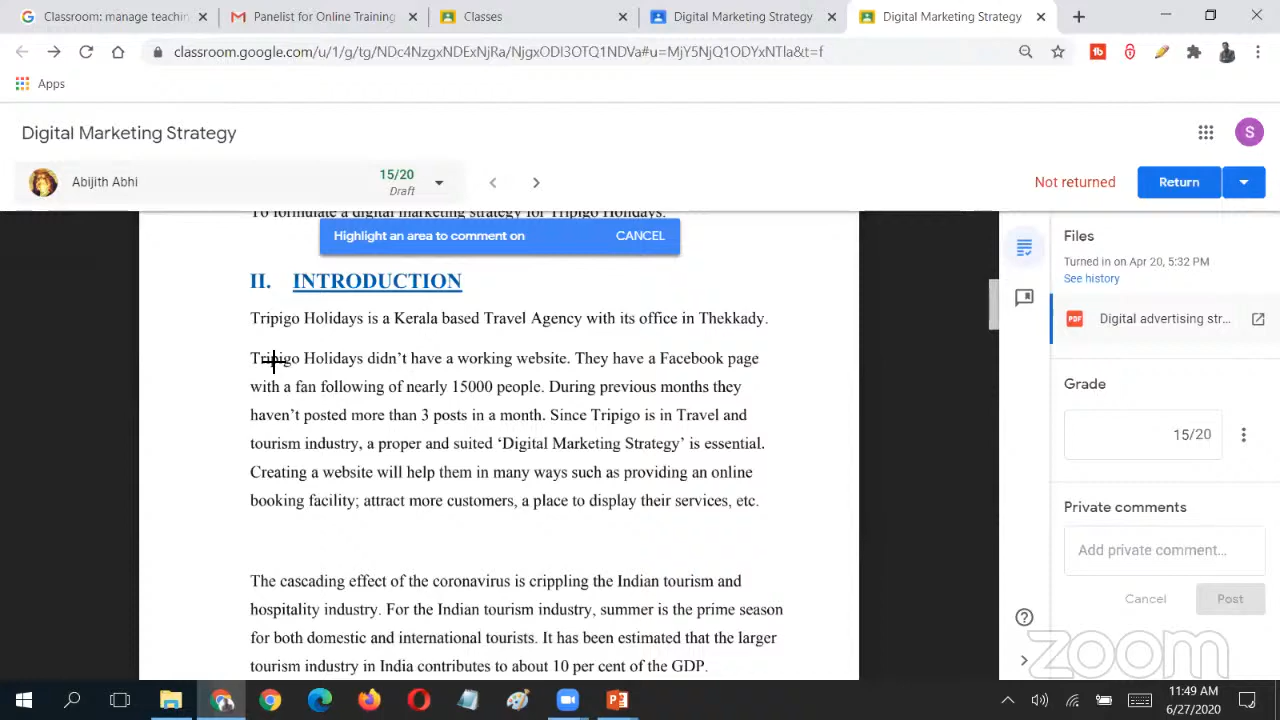 Classroom: manage teachin
Panelist for Online Training
Classes
Digital Marketing Strategy
Digital Marketing Strategy
classroom.google.com/u/1/g/tg/NDc4NzgxNDExNjRa/NjgxODI3OTQ1NDVa#u=MjY5NjQ1ODYxNTla&t=f
Apps
Digital Marketing Strategy
Abijith Abhi
15/20
Draft
Not returned
Return
To formulate a digital marketing strategy for Tripigo Holidays.
Highlight an area to comment on
CANCEL
II. INTRODUCTION
Tripigo Holidays is a Kerala based Travel Agency with its office in Thekkady.
Tripigo Holidays didn't have a working website. They have a Facebook page
with a fan following of nearly 15000 people. During previous months they
haven't posted more than 3 posts in a month. Since Tripigo is in Travel and
tourism industry, a proper and suited ‘Digital Marketing Strategy’ is essential.
Creating a website will help them in many ways such as providing an online
booking facility; attract more customers, a place to display their services, etc.
The cascading effect of the coronavirus is crippling the Indian tourism and
hospitality industry. For the Indian tourism industry, summer is the prime season
for both domestic and international tourists. It has been estimated that the larger
tourism industry in India contributes to about 10 per cent of the GDP.
Files
Turned in on Apr 20, 5:32 PM
See history
PDF
Digital advertising str...
Grade
15/20
Private comments
Add private comment...
Cancel
Post
zoom
11:49 AM
6/27/2020